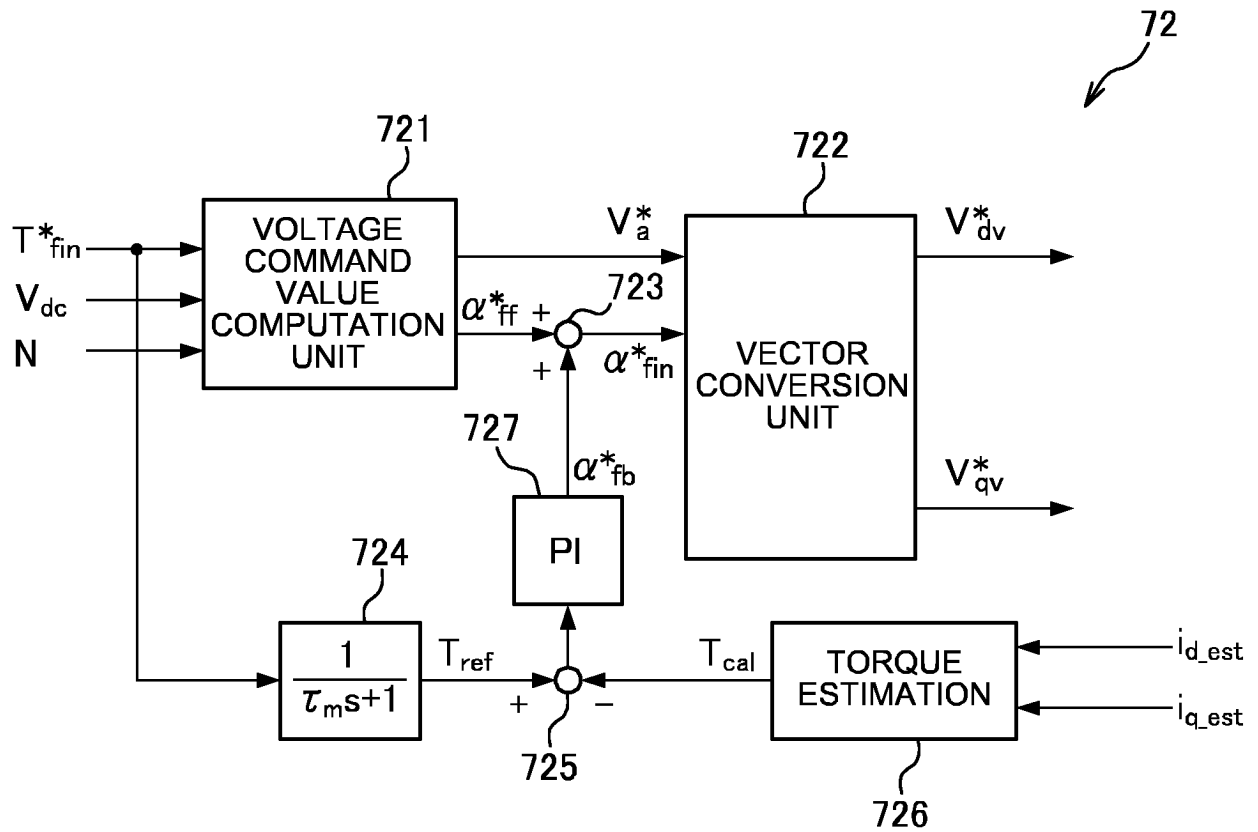 72
721
722
T*fin
Vdc
N
VOLTAGE
COMMAND
VALUE
COMPUTATION
UNIT
V*a
α*ff
+
723
+
α*fin
VECTOR
CONVERSION
UNIT
V*dv
V*qv
727
α*fb
PI
724
1
τms+1
Tref
+
−
725
Tcal
TORQUE
ESTIMATION
726
id_est
iq_est